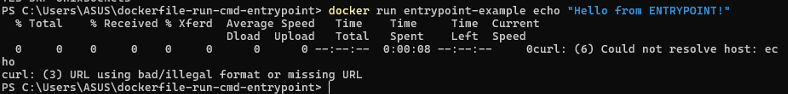 PS C:\Users\ASUS\dockerfile-run-cmd-entrypoint> docker run entrypoint-example echo "Hello from ENTRYPOINT!"
  % Total    % Received % Xferd  Average Speed   Time    Time     Time  Current
                                 Dload  Upload   Total   Spent    Left  Speed
  0     0    0     0    0     0      0      0 --:--:--  0:00:08 --:--:--     0curl: (6) Could not resolve host: ec
ho
curl: (3) URL using bad/illegal format or missing URL
PS C:\Users\ASUS\dockerfile-run-cmd-entrypoint>